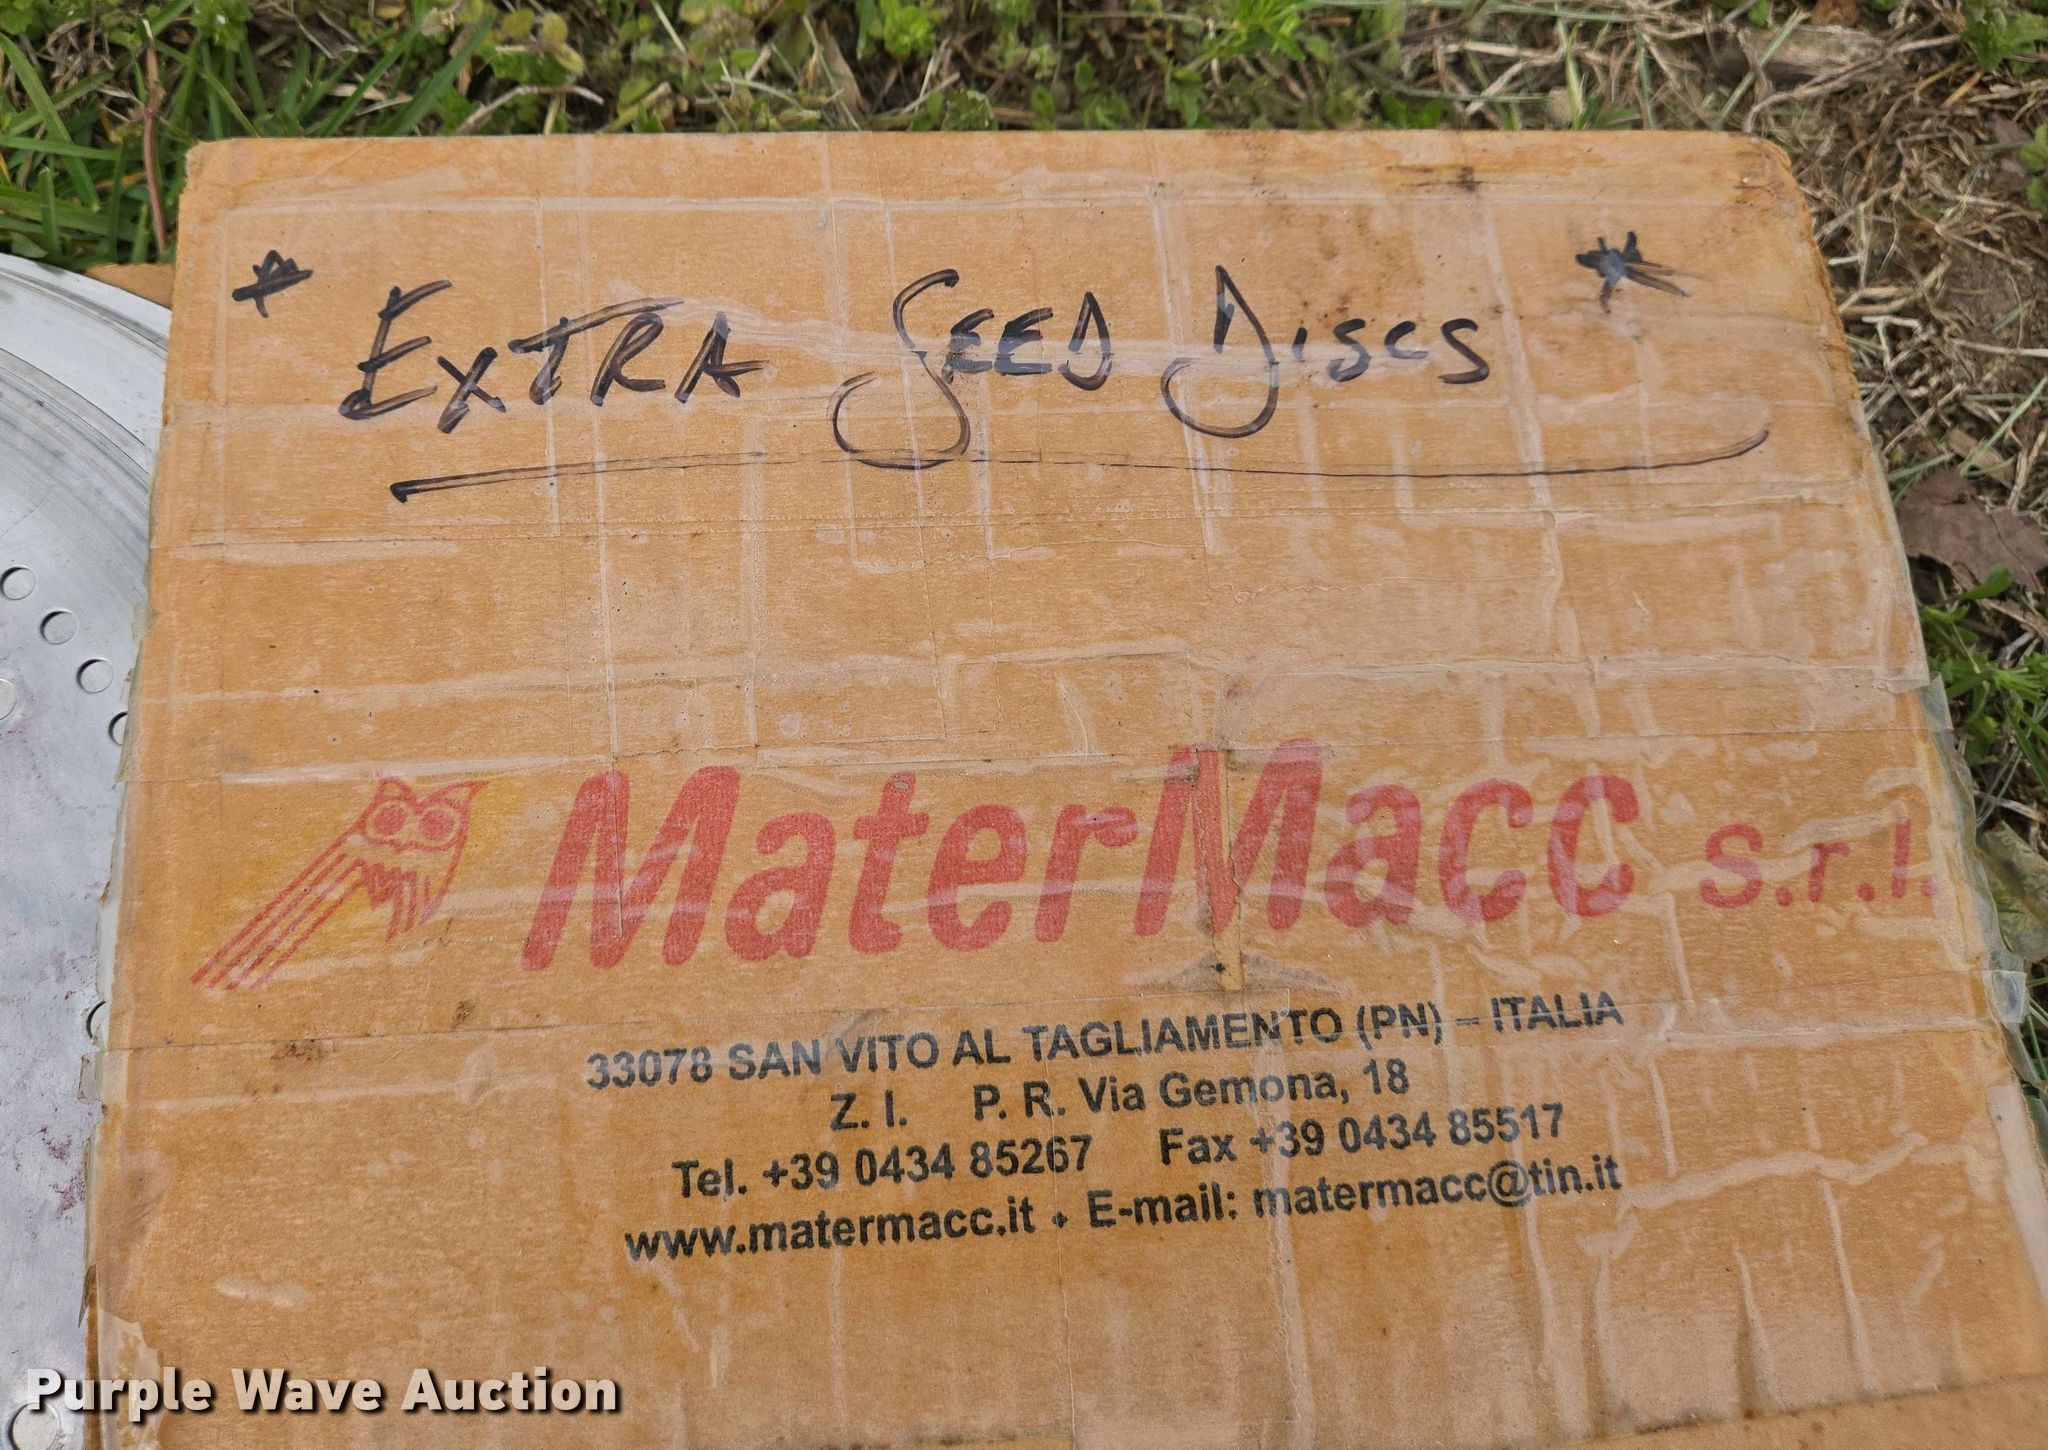 * EXTRA SEED DISCS *
MaterMacc S.r.l.
33078 SAN VITO AL TAGLIAMENTO (PN) – ITALIA
Z. I. P. R. Via Gemona, 18
Tel. +39 0434 85267 Fax +39 0434 85517
www.matermacc.it • E-mail: matermacc@tin.it
Purple Wave Auction